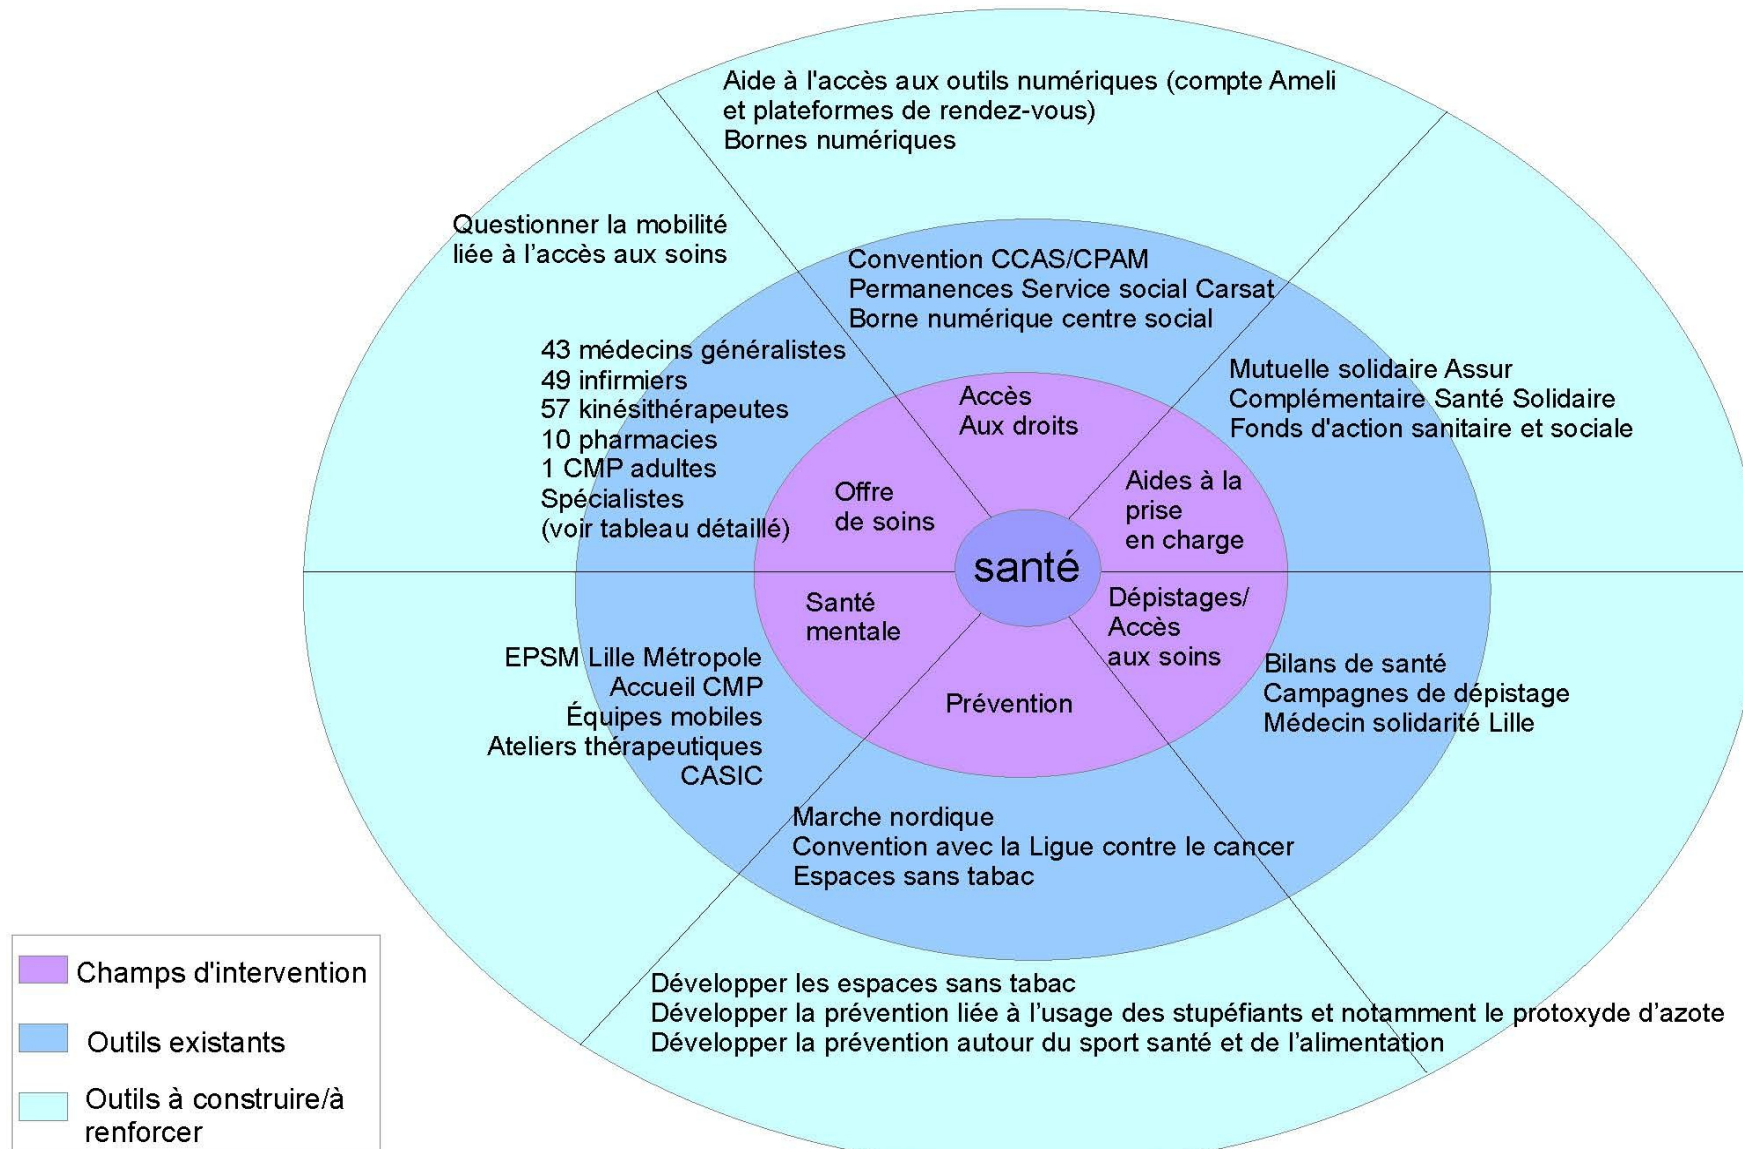 Aide à l'accès aux outils numériques (compte Ameli
et plateformes de rendez-vous)
Bornes numériques
Questionner la mobilité
liée à l’accès aux soins
Convention CCAS/CPAM
Permanences Service social Carsat
Borne numérique centre social
43 médecins généralistes
49 infirmiers
57 kinésithérapeutes
10 pharmacies
1 CMP adultes
Spécialistes
(voir tableau détaillé)
Mutuelle solidaire Assur
Complémentaire Santé Solidaire
Fonds d'action sanitaire et sociale
Accès
Aux droits
Offre
de soins
Aides à la
prise
en charge
santé
Santé
mentale
Dépistages/
Accès
aux soins
Prévention
EPSM Lille Métropole
Accueil CMP
Équipes mobiles
Ateliers thérapeutiques
CASIC
Bilans de santé
Campagnes de dépistage
Médecin solidarité Lille
Marche nordique
Convention avec la Ligue contre le cancer
Espaces sans tabac
Développer les espaces sans tabac
Développer la prévention liée à l’usage des stupéfiants et notamment le protoxyde d’azote
Développer la prévention autour du sport santé et de l’alimentation
Champs d'intervention
Outils existants
Outils à construire/à
renforcer